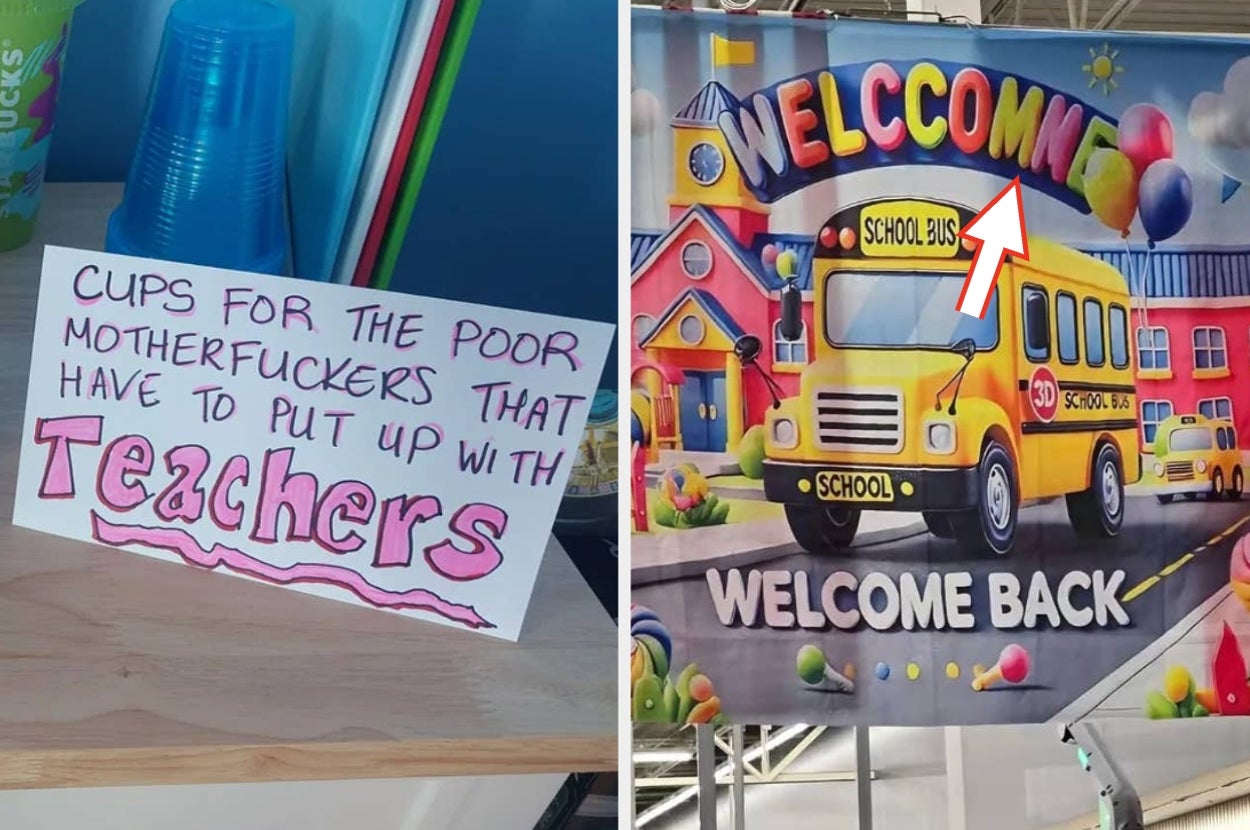 BUCKS®
CUPS FOR THE POOR
MOTHERFUCKERS THAT
HAVE TO PUT UP WITH
Teachers
WELCCOMNE
SCHOOL BUS
3D SCHOOL BUS
SCHOOL
WELCOME BACK